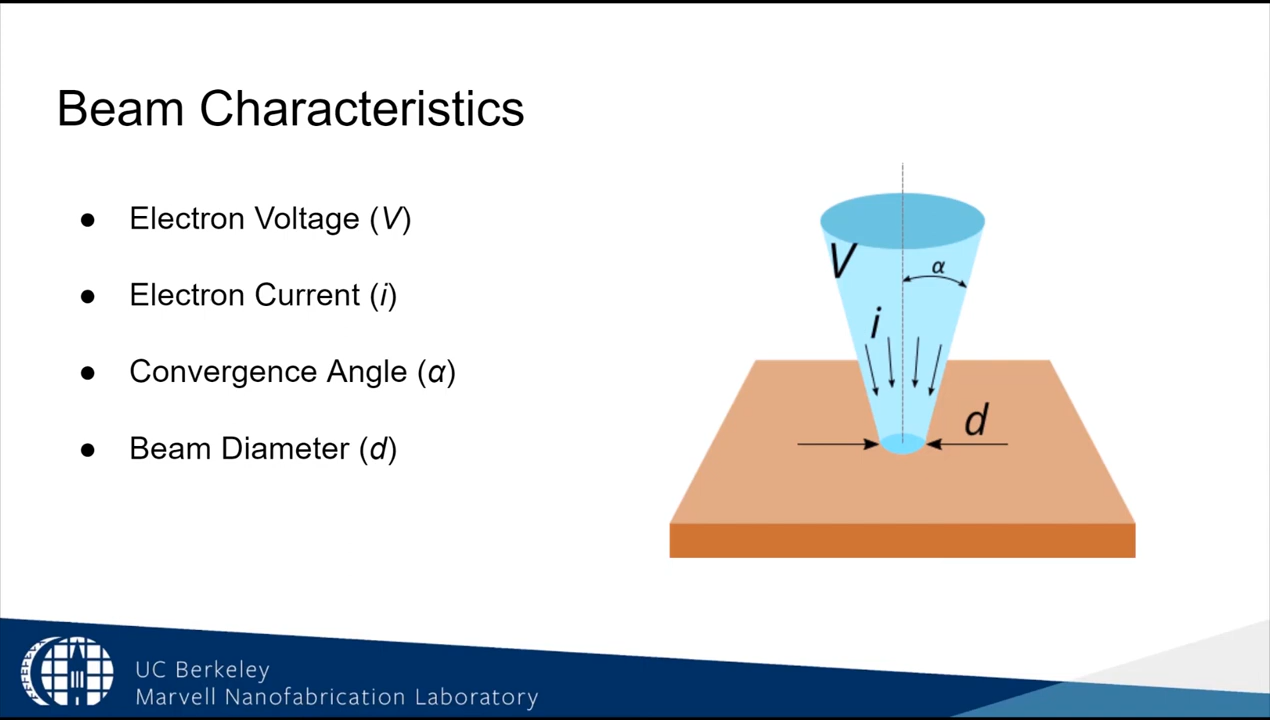 Beam Characteristics
● Electron Voltage (V)
● Electron Current (i)
● Convergence Angle (α)
● Beam Diameter (d)
V
α
i
d
UC Berkeley
Marvell Nanofabrication Laboratory